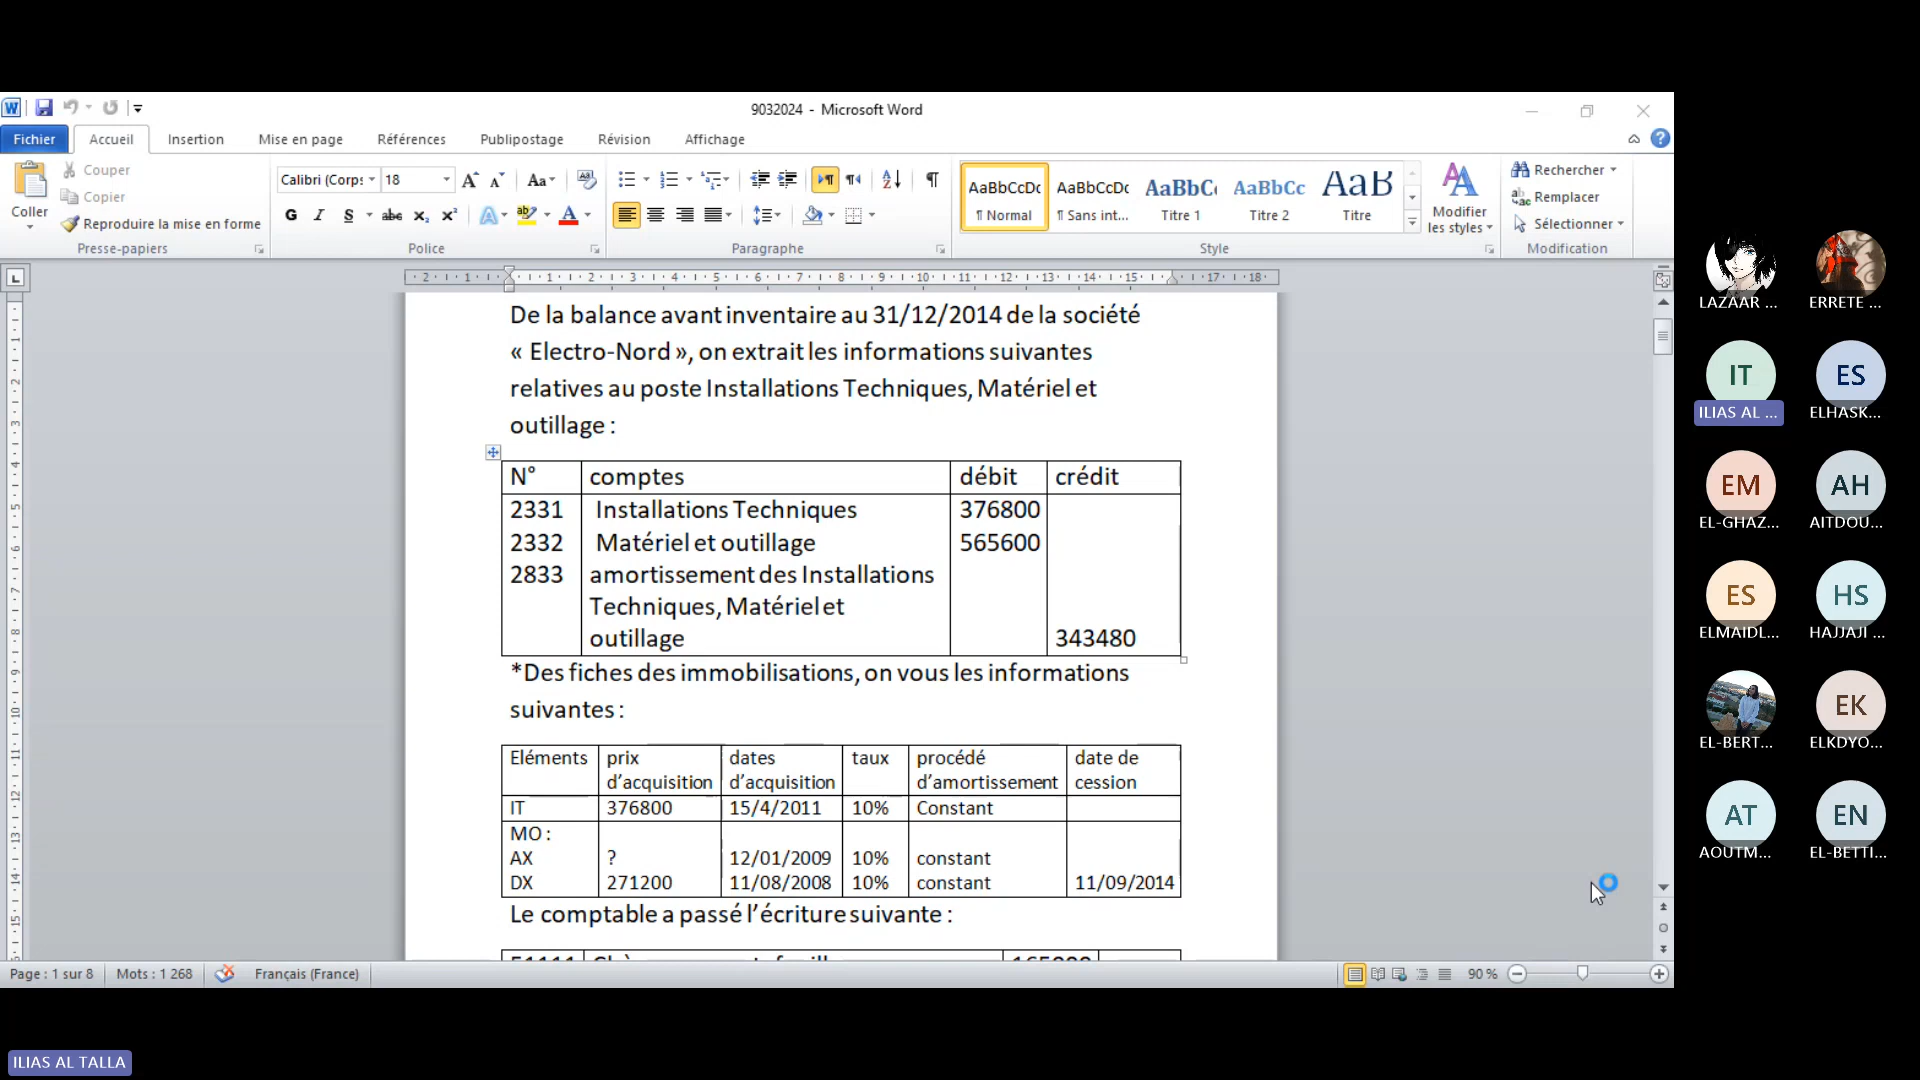 9032024 - Microsoft Word
Fichier Accueil Insertion Mise en page Références Publipostage Révision Affichage
Coller
Couper
Copier
Reproduire la mise en forme
Presse-papiers
Calibri (Corps 18
G I S abc x₂ x² A A
Police
Paragraphe
AaBbCcDc AaBbCcDc AaBbC AaBbCc AaB
¶ Normal ¶ Sans int... Titre 1 Titre 2 Titre
Modifier les styles
Style
Rechercher
Remplacer
Sélectionner
Modification
De la balance avant inventaire au 31/12/2014 de la société
« Electro-Nord », on extrait les informations suivantes
relatives au poste Installations Techniques, Matériel et
outillage :
N° comptes débit crédit
2331 Installations Techniques 376800
2332 Matériel et outillage 565600
2833 amortissement des Installations
Techniques, Matériel et
outillage 343480
*Des fiches des immobilisations, on vous les informations
suivantes :
Eléments prix dates taux procédé date de
d’acquisition d’acquisition d’amortissement cession
IT 376800 15/4/2011 10% Constant
MO :
AX ? 12/01/2009 10% constant
DX 271200 11/08/2008 10% constant 11/09/2014
Le comptable a passé l’écriture suivante :
Page : 1 sur 8 Mots : 1 268 Français (France) 90 %
LAZAAR ... ERRETE ...
IT ES
ILIAS AL ... ELHASK...
EM AH
EL-GHAZ... AITDOU...
ES HS
ELMAIDL... HAJJAJI ...
EK
EL-BERT... ELKDYO...
AT EN
AOUTM... EL-BETTI...
ILIAS AL TALLA